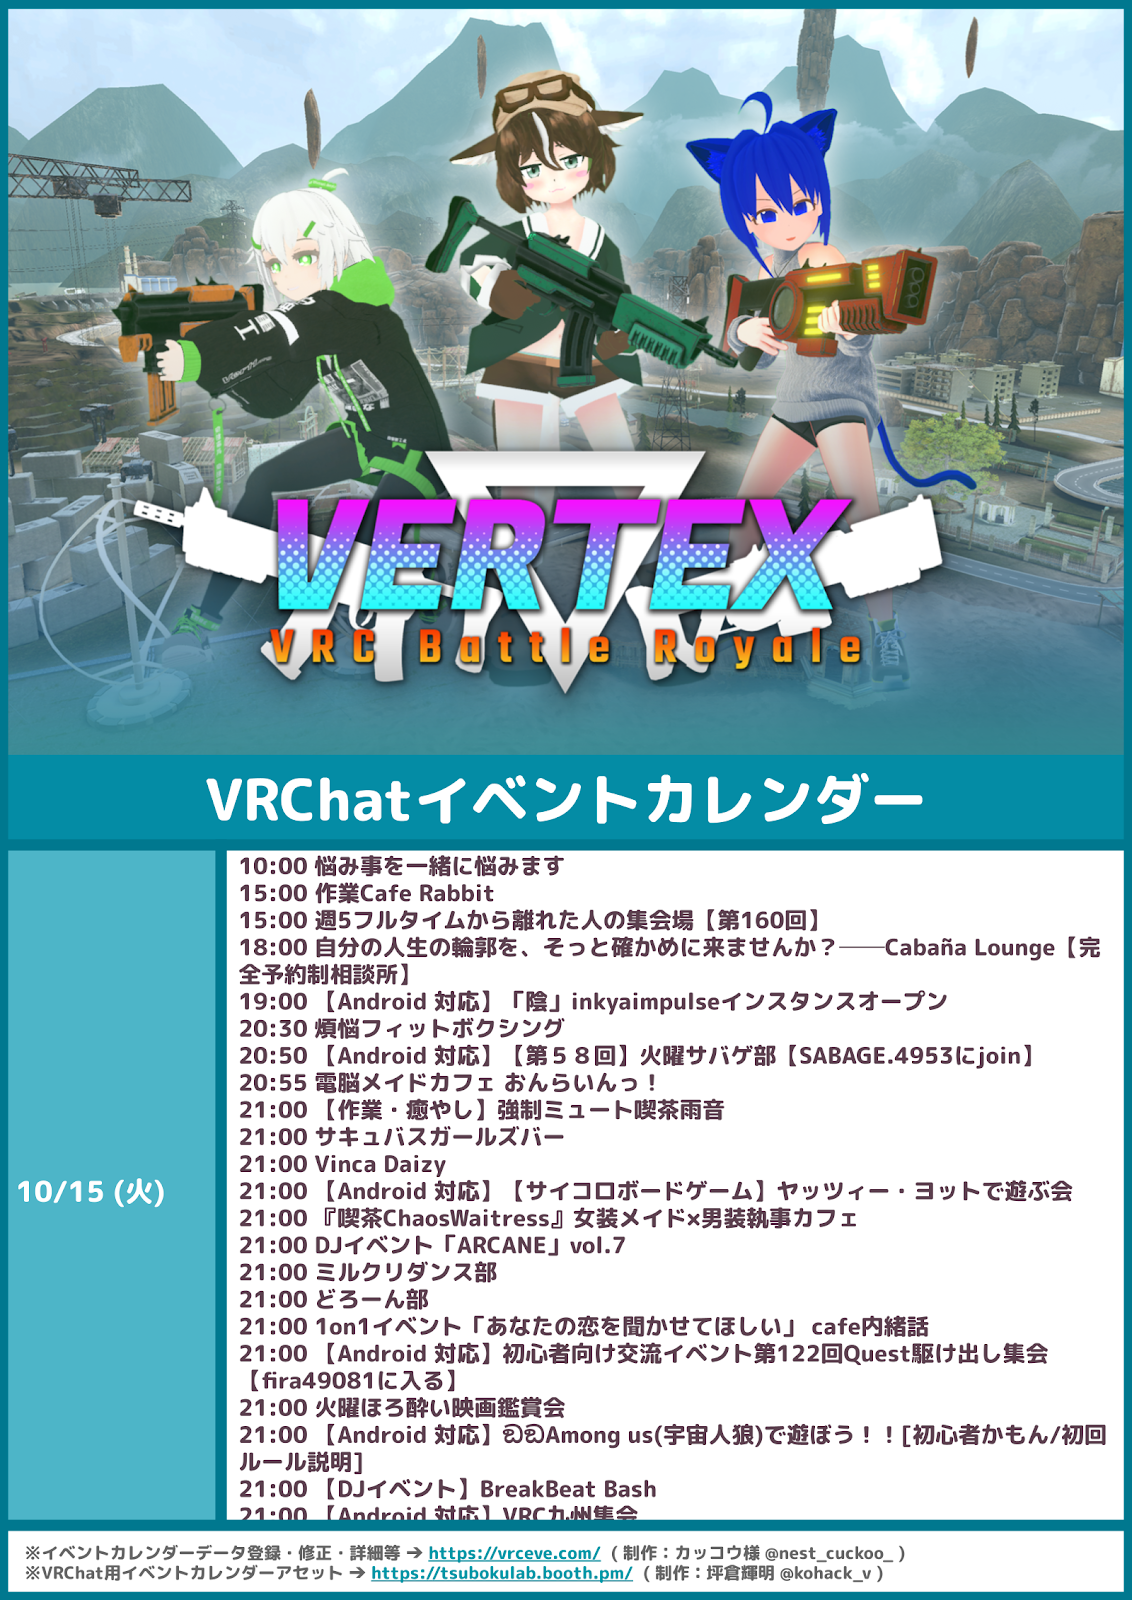 VERTEX
VRC Battle Royale
VRChatイベントカレンダー
10/15 (火)
10:00 悩み事を一緒に悩みます
15:00 作業Cafe Rabbit
15:00 週5フルタイムから離れた人の集会場【第160回】
18:00 自分の人生の輪郭を、そっと確かめに来ませんか？──Cabaña Lounge【完
全予約制相談所】
19:00 【Android 対応】「陰」inkyaimpulseインスタンスオープン
20:30 煩悩フィットボクシング
20:50 【Android 対応】【第５８回】火曜サバゲ部【SABAGE.4953にjoin】
20:55 電脳メイドカフェ おんらいんっ！
21:00 【作業・癒やし】強制ミュート喫茶雨音
21:00 サキュバスガールズバー
21:00 Vinca Daizy
21:00 【Android 対応】【サイコロボードゲーム】ヤッツィー・ヨットで遊ぶ会
21:00 『喫茶ChaosWaitress』女装メイド×男装執事カフェ
21:00 DJイベント「ARCANE」vol.7
21:00 ミルクリダンス部
21:00 どろーん部
21:00 1on1イベント「あなたの恋を聞かせてほしい」 cafe内緒話
21:00 【Android 対応】初心者向け交流イベント第122回Quest駆け出し集会
【fira49081に入る】
21:00 火曜ほろ酔い映画鑑賞会
21:00 【Android 対応】ඞඞAmong us(宇宙人狼)で遊ぼう！！[初心者かもん/初回
ルール説明]
21:00 【DJイベント】BreakBeat Bash
21:00 【Android 対応】VRC九州集会
※イベントカレンダーデータ登録・修正・詳細等 → https://vrceve.com/ ( 制作：カッコウ様 @nest_cuckoo_ )
※VRChat用イベントカレンダーアセット → https://tsubokulab.booth.pm/ ( 制作：坪倉輝明 @kohack_v )